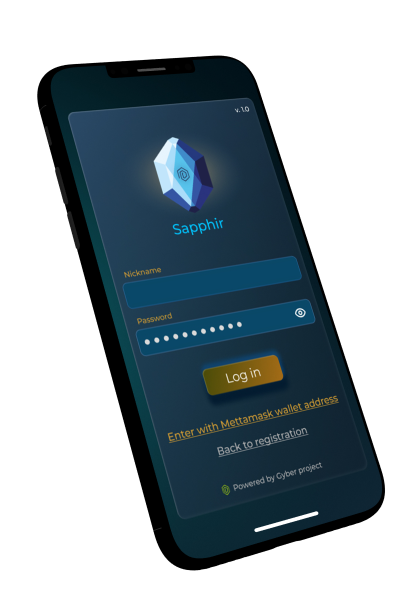 v. 1.0
Sapphir
Nickname
Password
Log in
Enter with Mettamask wallet address
Back to registration
Powered by Cyber project